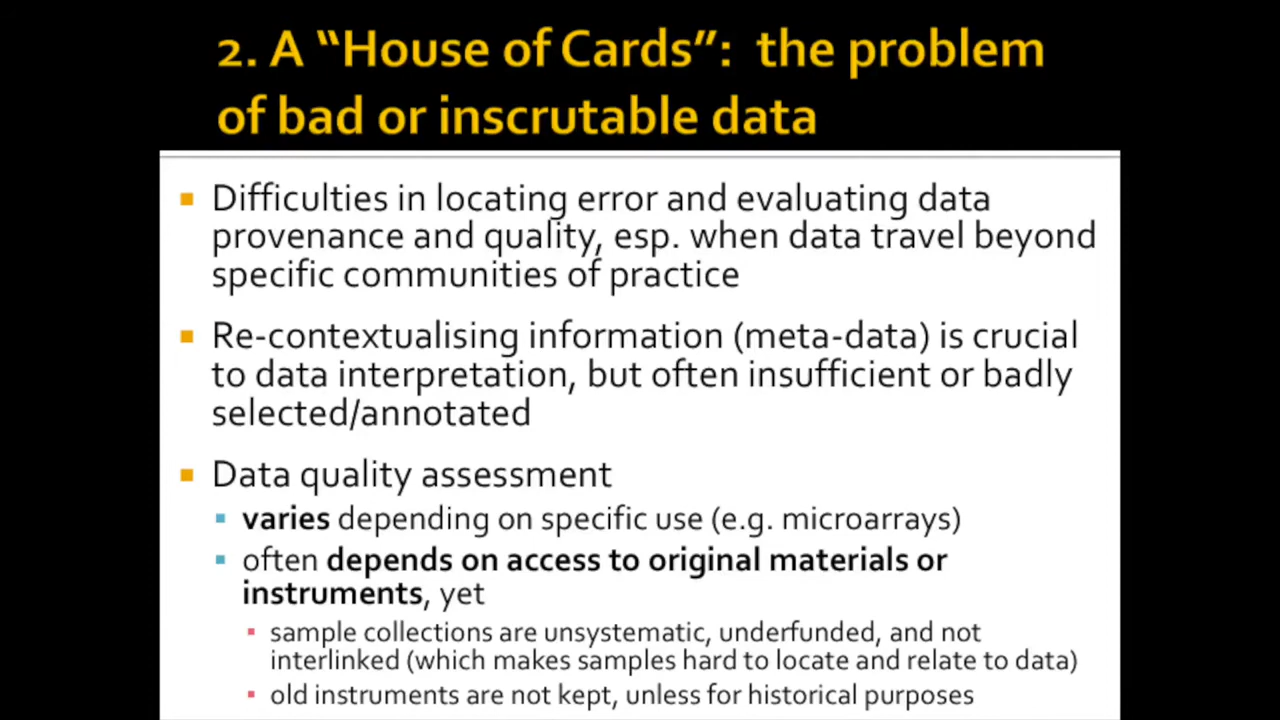 2. A “House of Cards”: the problem
of bad or inscrutable data
Difficulties in locating error and evaluating data
provenance and quality, esp. when data travel beyond
specific communities of practice
Re-contextualising information (meta-data) is crucial
to data interpretation, but often insufficient or badly
selected/annotated
Data quality assessment
varies depending on specific use (e.g. microarrays)
often depends on access to original materials or
instruments, yet
sample collections are unsystematic, underfunded, and not
interlinked (which makes samples hard to locate and relate to data)
old instruments are not kept, unless for historical purposes